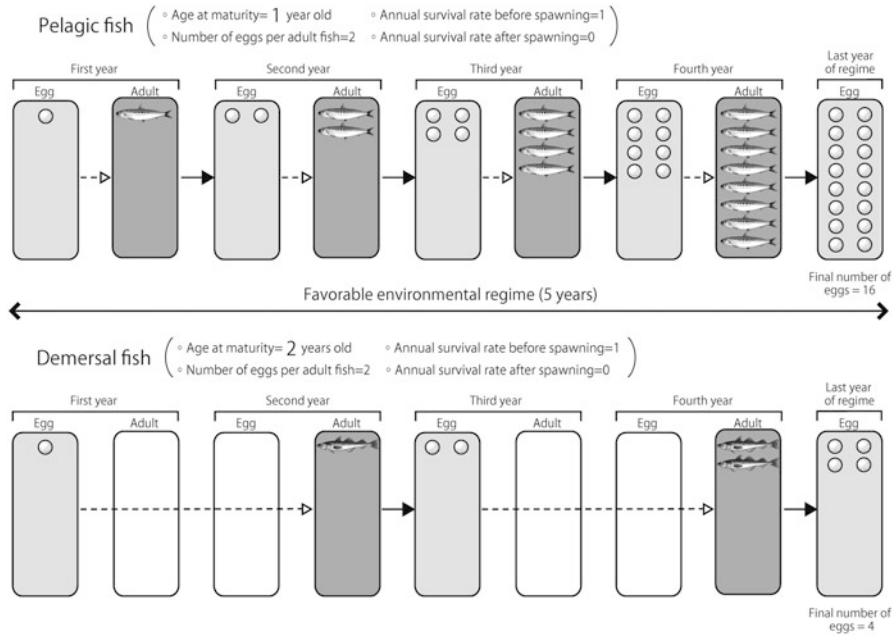 Pelagic fish
◦ Age at maturity= 1 year old ◦ Annual survival rate before spawning=1
◦ Number of eggs per adult fish=2 ◦ Annual survival rate after spawning=0
First year Second year Third year Fourth year Last year
of regime
Egg Adult Egg Adult Egg Adult Egg Adult Egg
Final number of
eggs = 16
Favorable environmental regime (5 years)
Demersal fish
◦ Age at maturity= 2 years old ◦ Annual survival rate before spawning=1
◦ Number of eggs per adult fish=2 ◦ Annual survival rate after spawning=0
First year Second year Third year Fourth year Last year
of regime
Egg Adult Egg Adult Egg Adult Egg Adult Egg
Final number of
eggs = 4